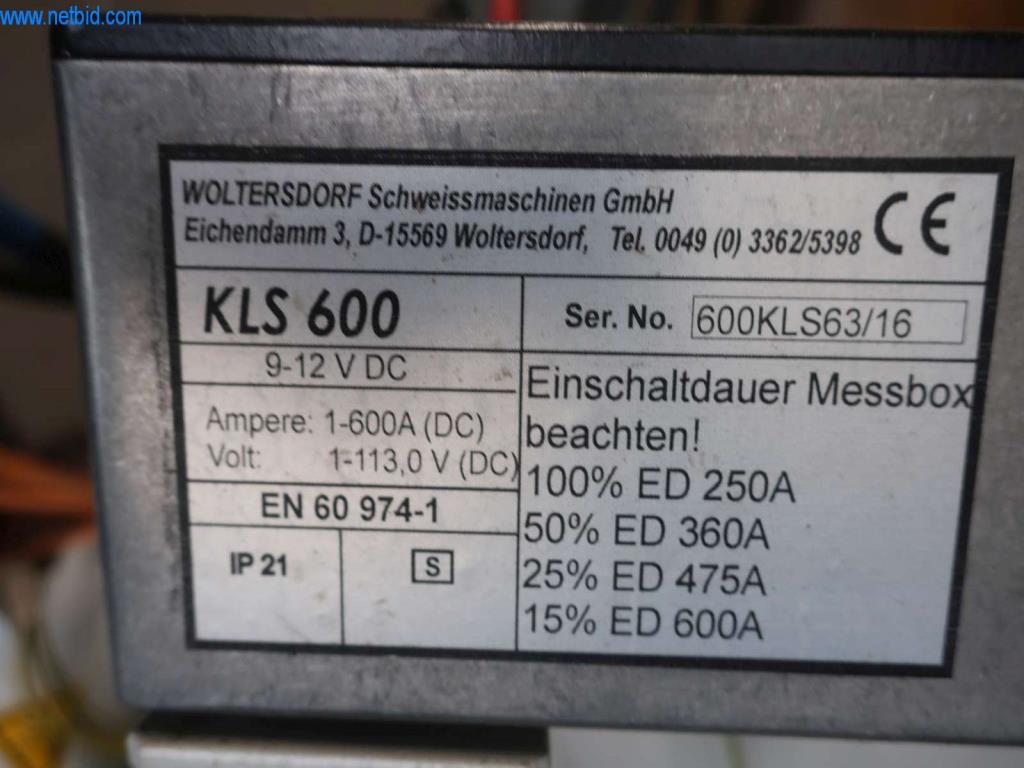 www.netbid.com
WOLTERSDORF Schweissmaschinen GmbH
Eichendamm 3, D-15569 Woltersdorf, Tel. 0049 (0) 3362/5398
CE
KLS 600
Ser. No. 600KLS63/16
9-12 V DC
Ampere: 1-600A (DC)
Volt: 1-113,0 V (DC)
EN 60 974-1
IP 21
S
Einschaltdauer Messbox
beachten!
100% ED 250A
50% ED 360A
25% ED 475A
15% ED 600A